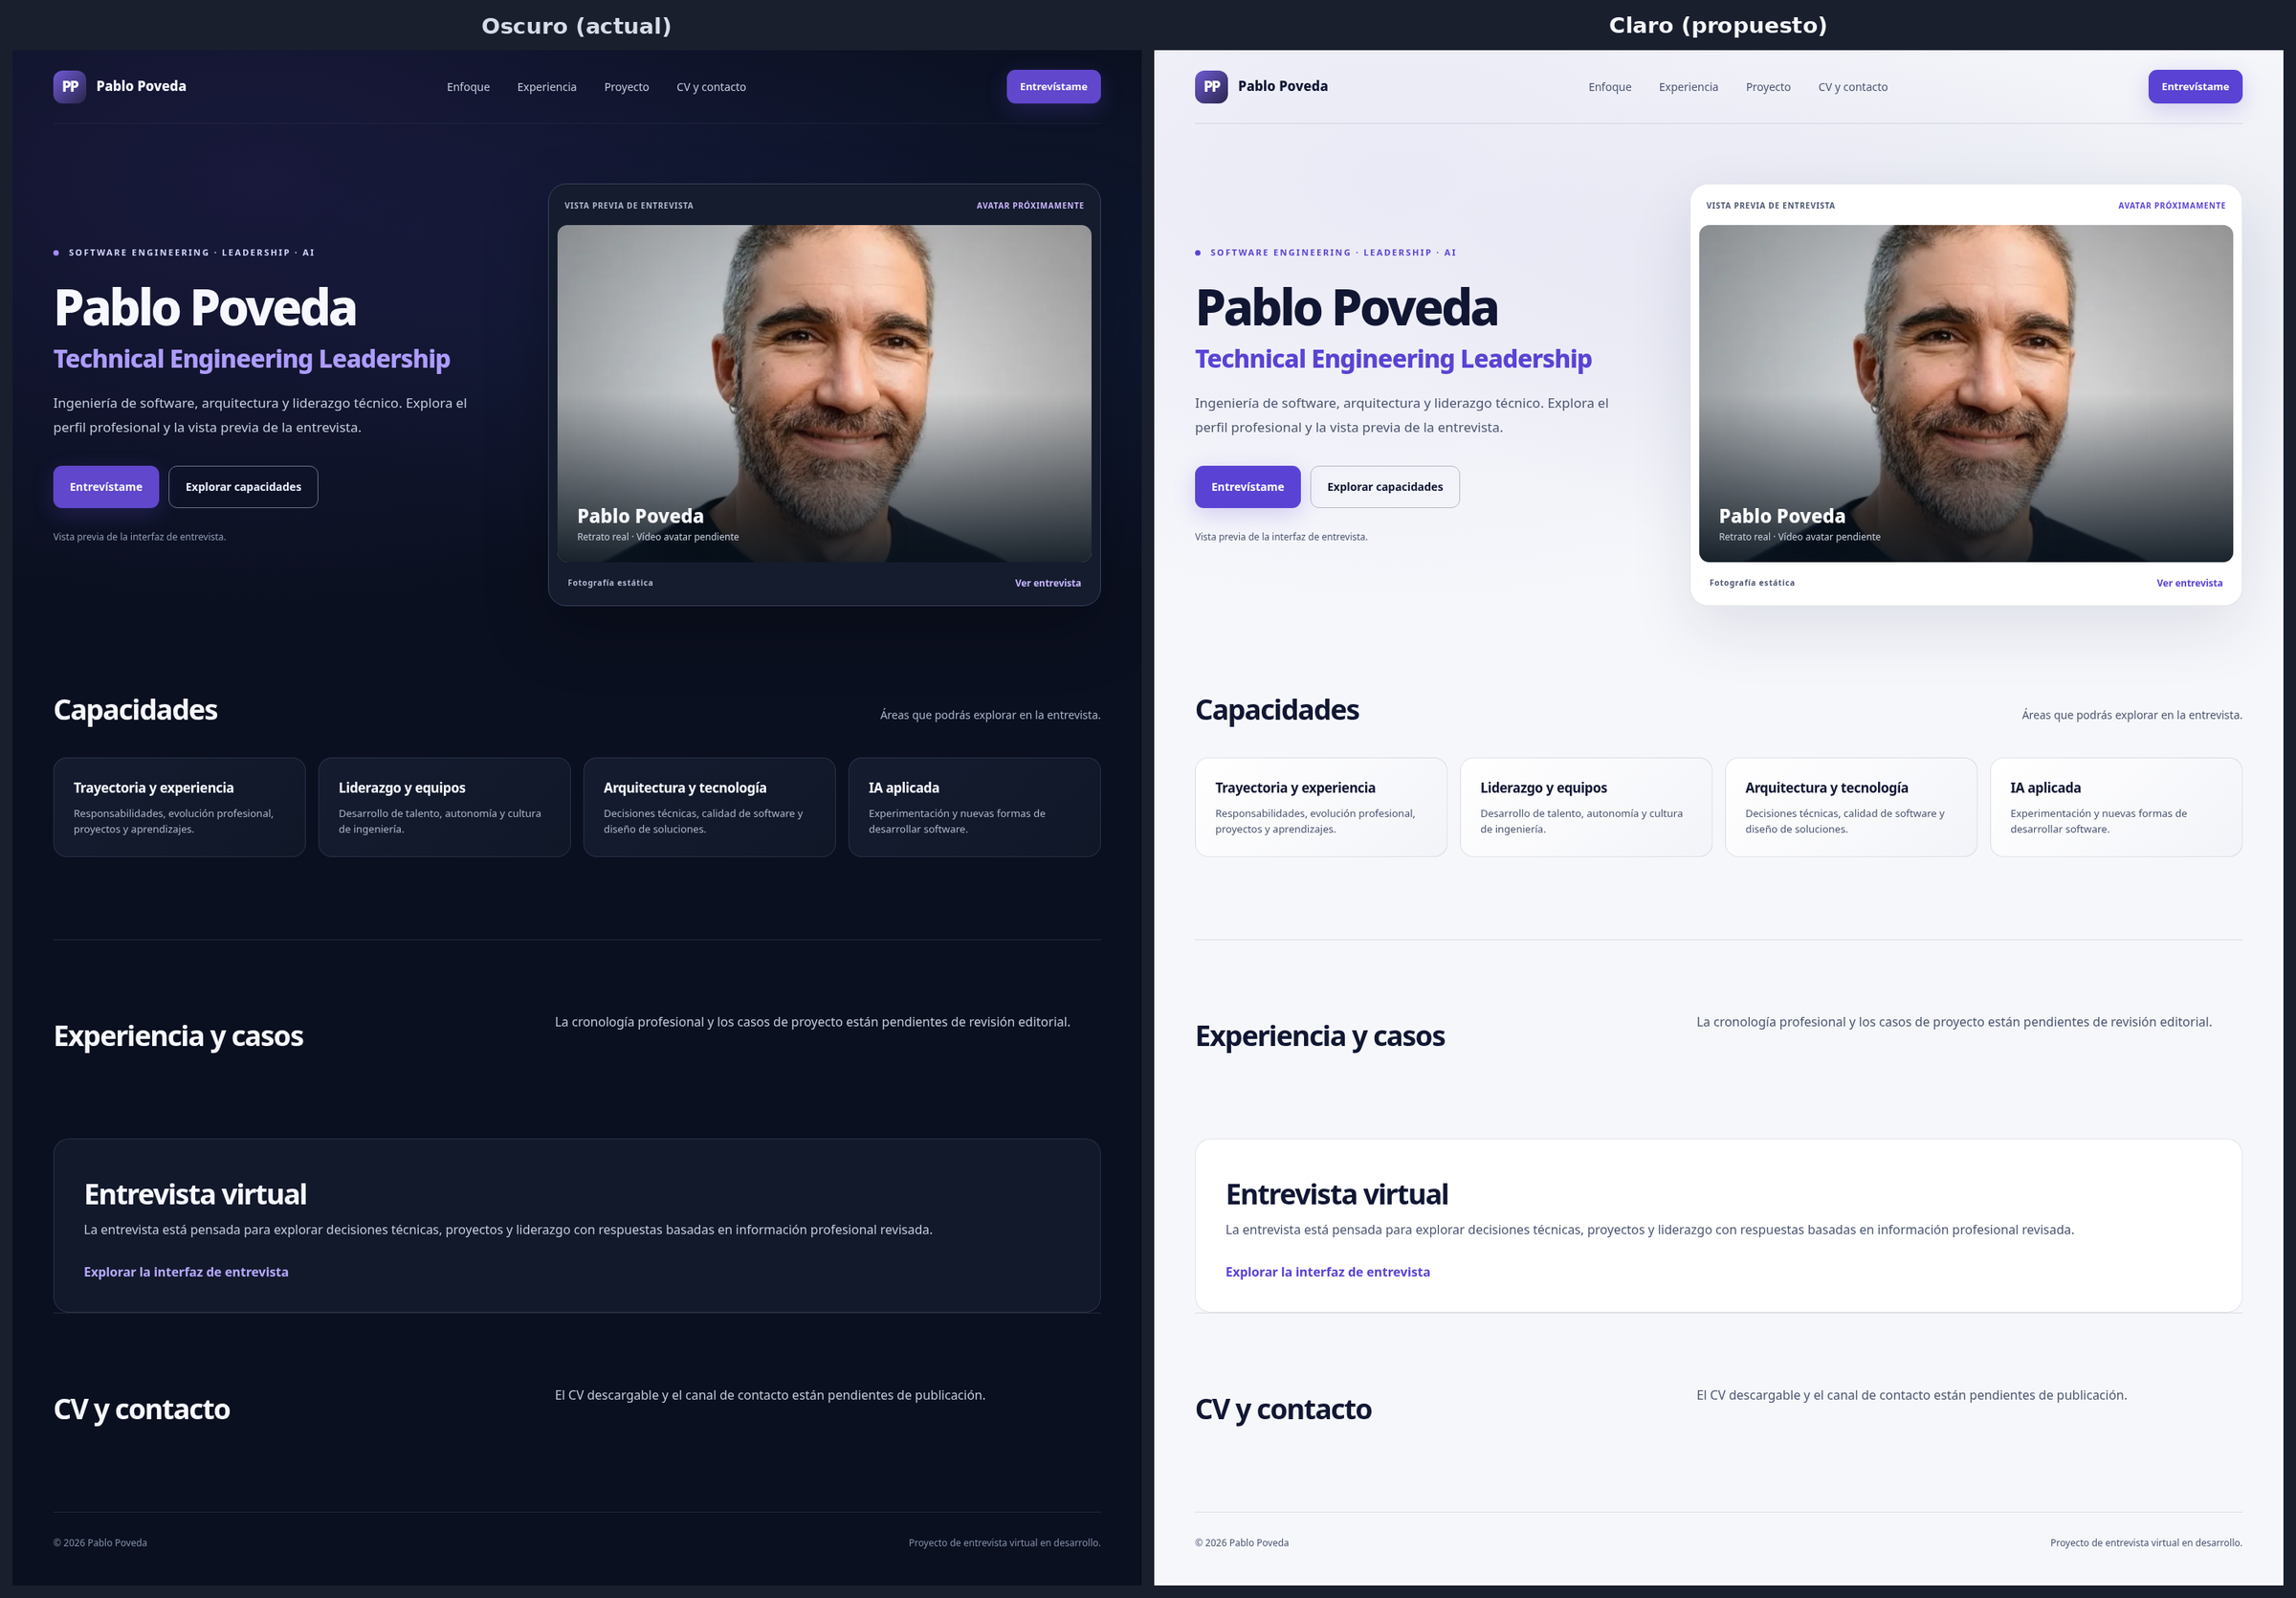 Oscuro (actual)
PP
Pablo Poveda
Enfoque
Experiencia
Proyecto
CV y contacto
Entrevístame
SOFTWARE ENGINEERING · LEADERSHIP · AI
Pablo Poveda
Technical Engineering Leadership
Ingeniería de software, arquitectura y liderazgo técnico. Explora el
perfil profesional y la vista previa de la entrevista.
Entrevístame
Explorar capacidades
Vista previa de la interfaz de entrevista.
VISTA PREVIA DE ENTREVISTA
AVATAR PRÓXIMAMENTE
Pablo Poveda
Retrato real · Vídeo avatar pendiente
Fotografía estática
Ver entrevista
Capacidades
Áreas que podrás explorar en la entrevista.
Trayectoria y experiencia
Responsabilidades, evolución profesional,
proyectos y aprendizajes.
Liderazgo y equipos
Desarrollo de talento, autonomía y cultura
de ingeniería.
Arquitectura y tecnología
Decisiones técnicas, calidad de software y
diseño de soluciones.
IA aplicada
Experimentación y nuevas formas de
desarrollar software.
Experiencia y casos
La cronología profesional y los casos de proyecto están pendientes de revisión editorial.
Entrevista virtual
La entrevista está pensada para explorar decisiones técnicas, proyectos y liderazgo con respuestas basadas en información profesional revisada.
Explorar la interfaz de entrevista
CV y contacto
El CV descargable y el canal de contacto están pendientes de publicación.
© 2026 Pablo Poveda
Proyecto de entrevista virtual en desarrollo.
Claro (propuesto)
PP
Pablo Poveda
Enfoque
Experiencia
Proyecto
CV y contacto
Entrevístame
SOFTWARE ENGINEERING · LEADERSHIP · AI
Pablo Poveda
Technical Engineering Leadership
Ingeniería de software, arquitectura y liderazgo técnico. Explora el
perfil profesional y la vista previa de la entrevista.
Entrevístame
Explorar capacidades
Vista previa de la interfaz de entrevista.
VISTA PREVIA DE ENTREVISTA
AVATAR PRÓXIMAMENTE
Pablo Poveda
Retrato real · Vídeo avatar pendiente
Fotografía estática
Ver entrevista
Capacidades
Áreas que podrás explorar en la entrevista.
Trayectoria y experiencia
Responsabilidades, evolución profesional,
proyectos y aprendizajes.
Liderazgo y equipos
Desarrollo de talento, autonomía y cultura
de ingeniería.
Arquitectura y tecnología
Decisiones técnicas, calidad de software y
diseño de soluciones.
IA aplicada
Experimentación y nuevas formas de
desarrollar software.
Experiencia y casos
La cronología profesional y los casos de proyecto están pendientes de revisión editorial.
Entrevista virtual
La entrevista está pensada para explorar decisiones técnicas, proyectos y liderazgo con respuestas basadas en información profesional revisada.
Explorar la interfaz de entrevista
CV y contacto
El CV descargable y el canal de contacto están pendientes de publicación.
© 2026 Pablo Poveda
Proyecto de entrevista virtual en desarrollo.